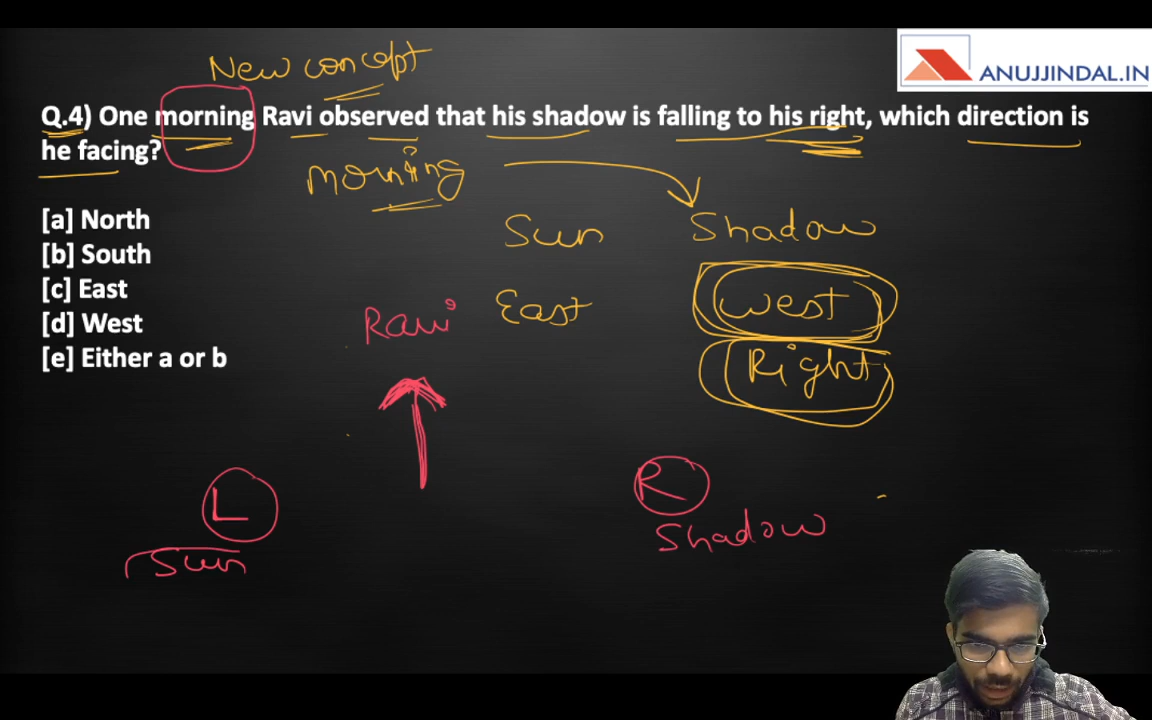 New concept
ANUJJINDAL.IN
Q.4) One morning Ravi observed that his shadow is falling to his right, which direction is
he facing?
morning
[a] North
Sun Shadow
[b] South
[c] East
East West
[d] West
Ravi
[e] Either a or b
Right
L
R
Shadow
Sun